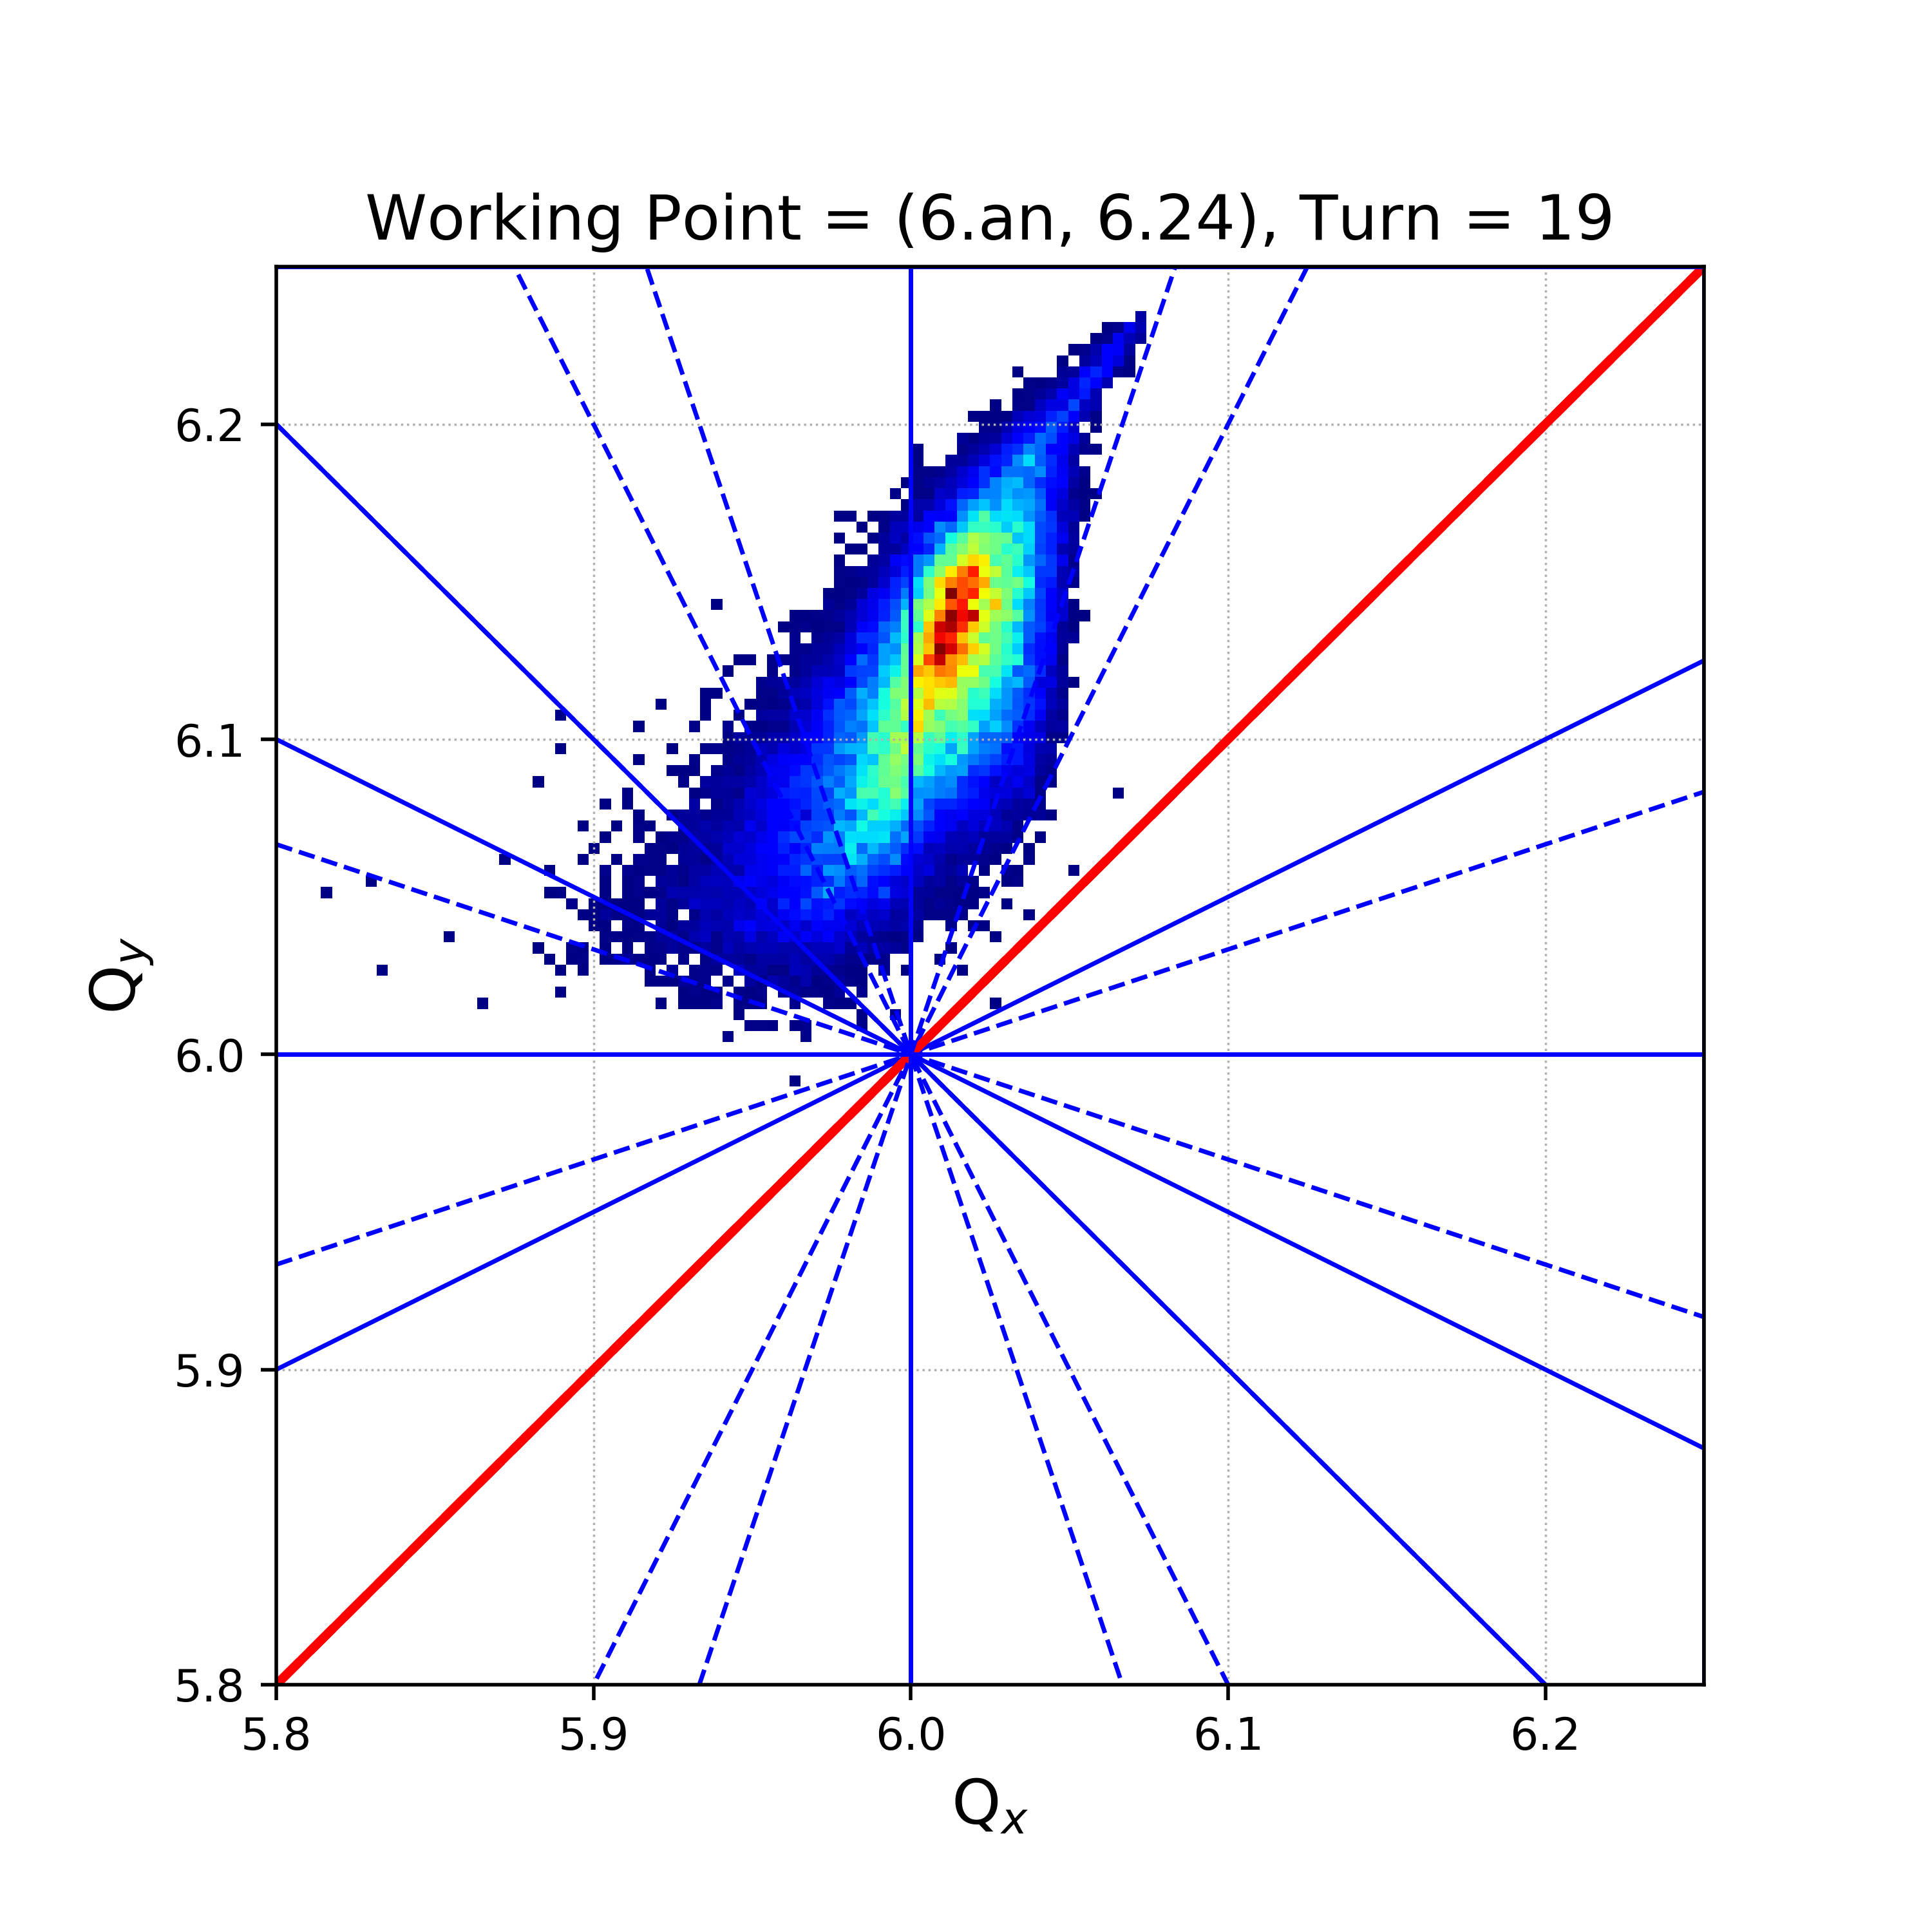 Working Point = (6.an, 6.24), Turn = 19
6.2
6.1
6.0
5.9
5.8
Qy
5.8 5.9 6.0 6.1 6.2
Qx